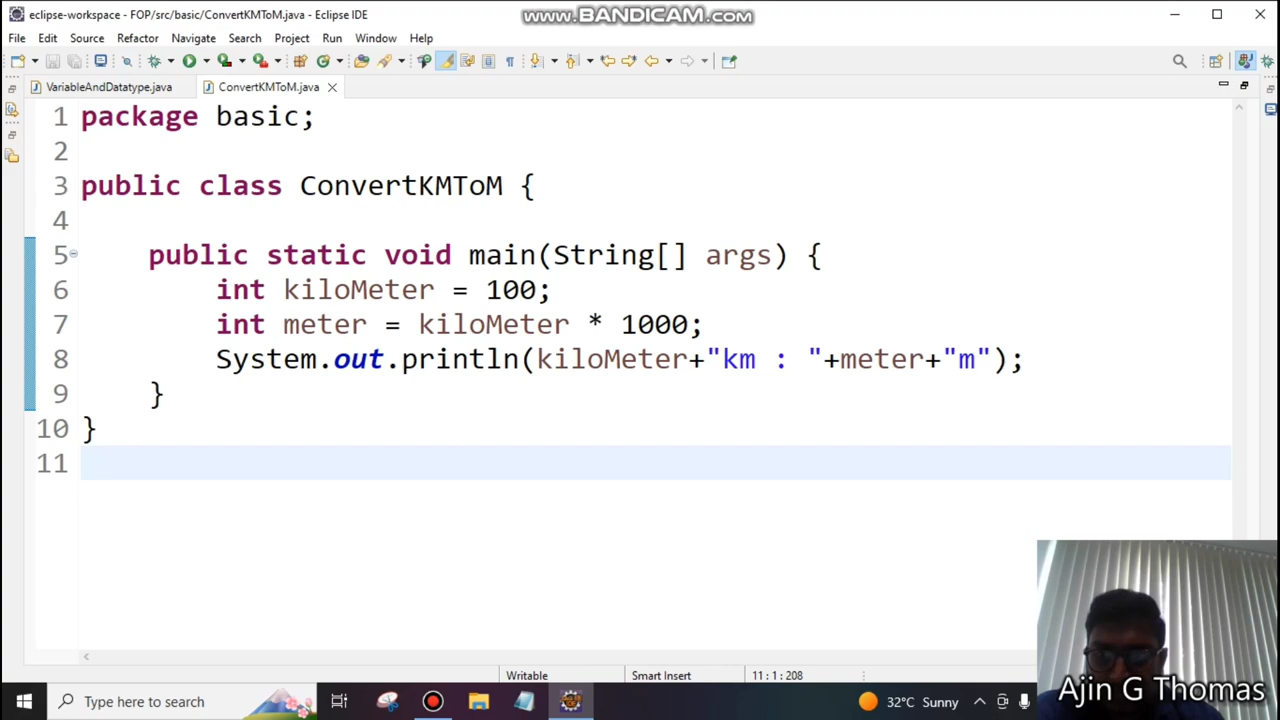 eclipse-workspace - FOP/src/basic/ConvertKMToM.java - Eclipse IDE
www.BANDICAM.com
File Edit Source Refactor Navigate Search Project Run Window Help
VariableAndDatatype.java ConvertKMToM.java
1 package basic;
2
3 public class ConvertKMToM {
4
5 public static void main(String[] args) {
6 int kiloMeter = 100;
7 int meter = kiloMeter * 1000;
8 System.out.println(kiloMeter+"km : "+meter+"m");
9 }
10 }
11
Writable Smart Insert 11 : 1 : 208
Ajin G Thomas
Type here to search 32°C Sunny